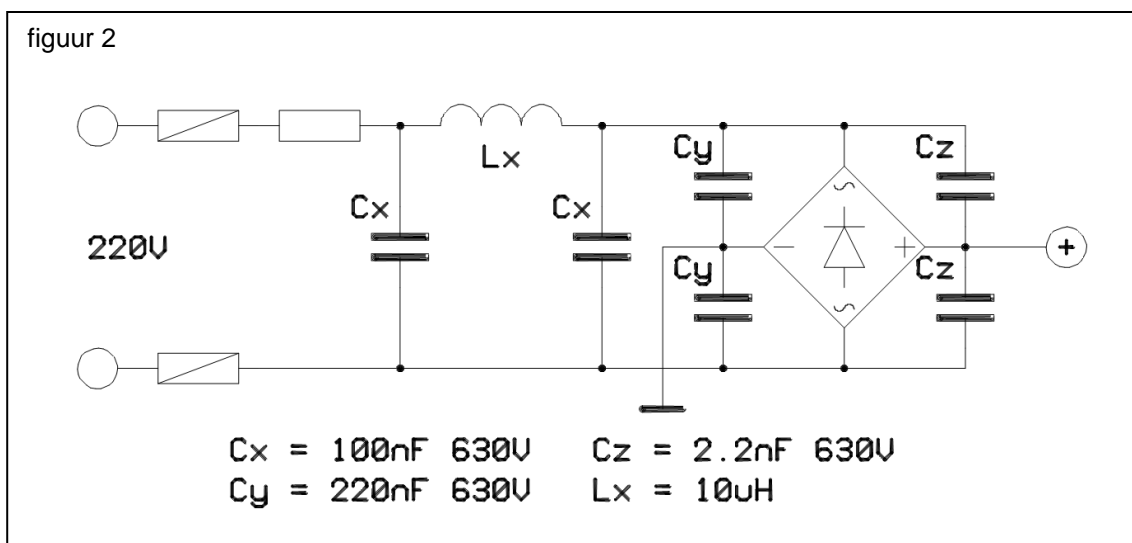 figuur 2
Lx
Cy
Cz
Cx
Cx
220V
Cy
Cz
+
Cx = 100nF 630V Cz = 2.2nF 630V
Cy = 220nF 630V Lx = 10uH